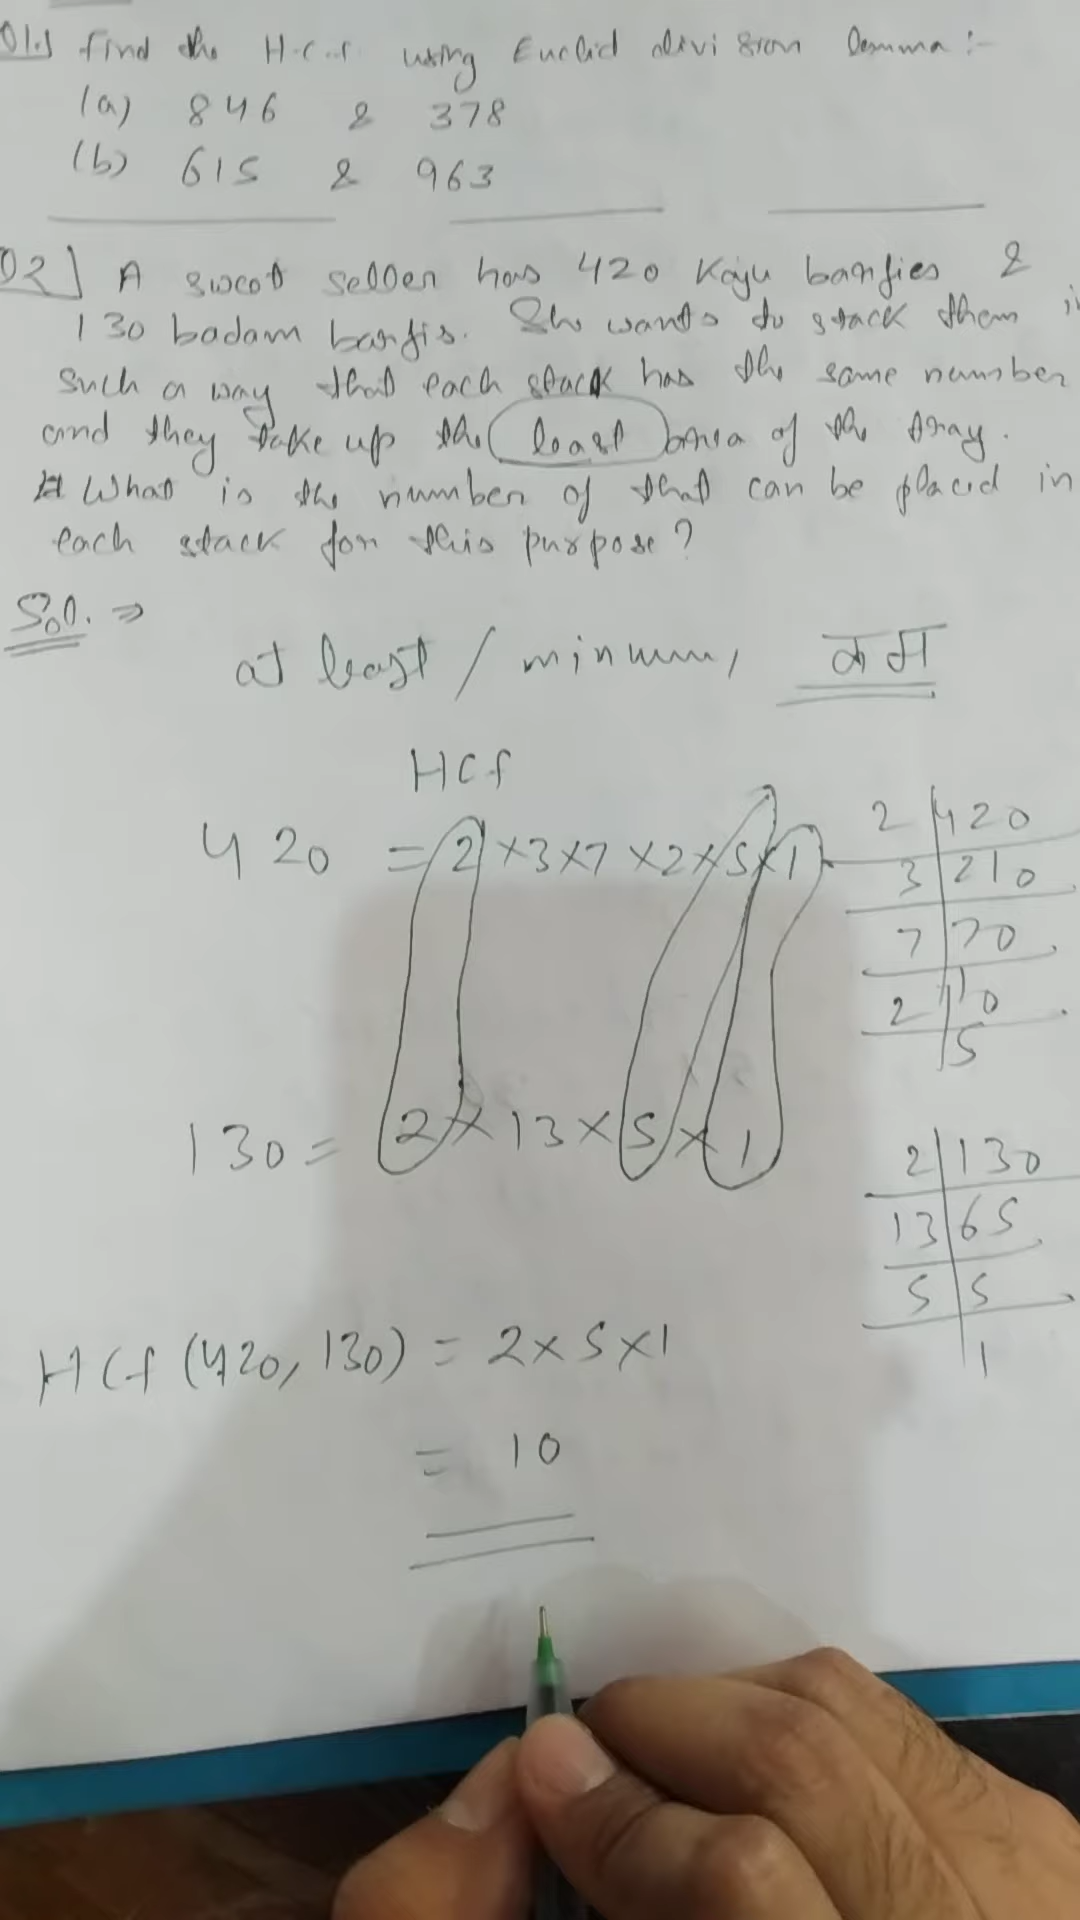 Q1.] find the H.C.f. using Euclid division lemma :-
(a) 846 & 378
(b) 615 & 963
Q2] A sweet seller has 420 Kaju barfies &
130 badam barfis. She wants to stack them in
such a way that each stack has the same number
and they take up the least area of the tray.
What is the number of that can be placed in
each stack for this purpose?
Sol. ⇒
at least / minimum, कम
HCf
420 = 2×3×7×2×5×1
130 = 2×13×5×1
2 | 420
3 | 210
7 | 70
2 | 10
5
2 | 130
13 | 65
5 | 5
1
HCf (420, 130) = 2×5×1
= 10